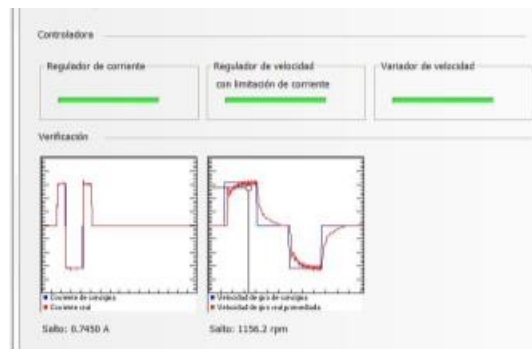 Controladora
Regulador de corriente
Regulador de velocidad
con limitación de corriente
Variador de velocidad
Verificación
Corriente de consigna
Corriente real
Velocidad de giro de consigna
Velocidad de giro real promediada
Salto: 0.7450 A
Salto: 1156.2 rpm